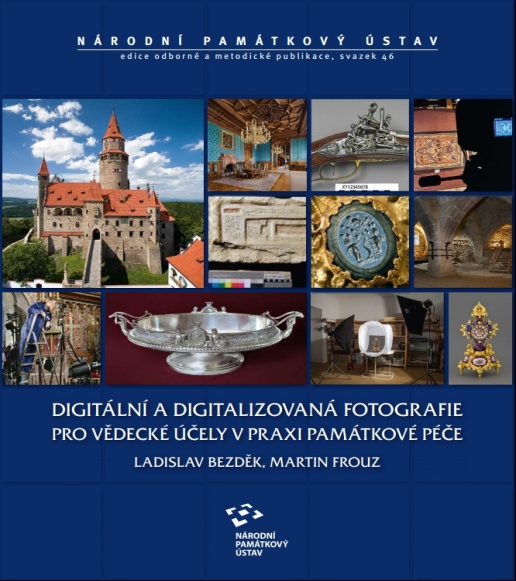 NÁRODNÍ PAMÁTKOVÝ ÚSTAV
edice odborné a metodické publikace, svazek 46
XY12340678
DIGITÁLNÍ A DIGITALIZOVANÁ FOTOGRAFIE
PRO VĚDECKÉ ÚČELY V PRAXI PAMÁTKOVÉ PÉČE
LADISLAV BEZDĚK, MARTIN FROUZ
NÁRODNÍ
PAMÁTKOVÝ
ÚSTAV